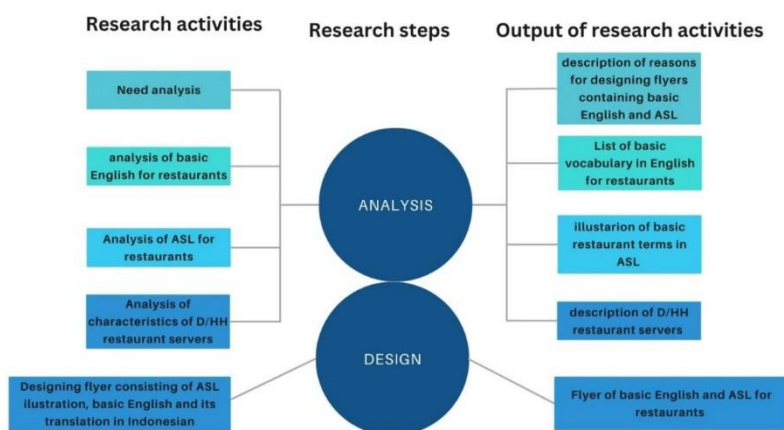 Research activities
Research steps
Output of research activities
Need analysis
analysis of basic
English for restaurants
Analysis of ASL for
restaurants
Analysis of
characteristics of D/HH
restaurant servers
Designing flyer consisting of ASL
ilustration, basic English and its
translation in Indonesian
ANALYSIS
DESIGN
description of reasons
for designing flyers
containing basic
English and ASL
List of basic
vocabulary in English
for restaurants
illustarion of basic
restaurant terms in
ASL
description of D/HH
restaurant servers
Flyer of basic English and ASL for
restaurants